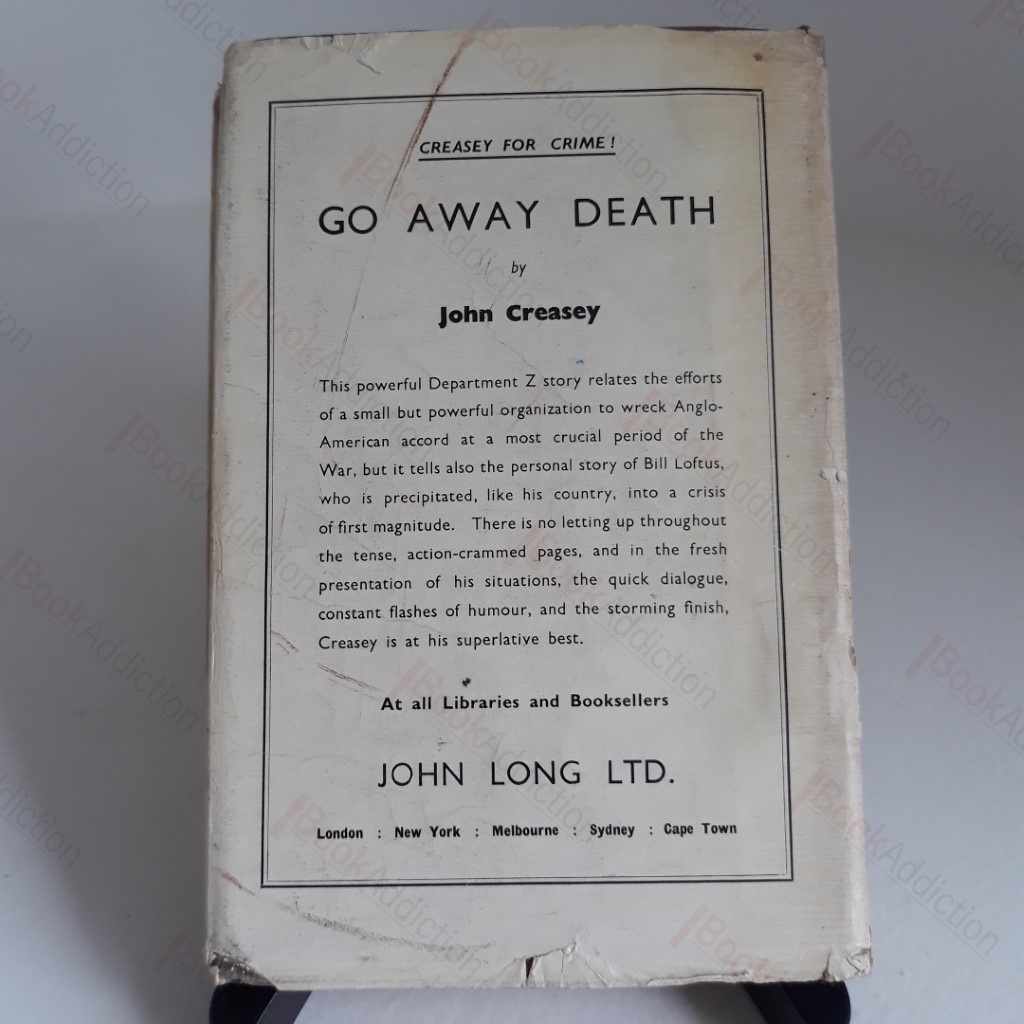 CREASEY FOR CRIME!
GO AWAY DEATH
by
John Creasey
This powerful Department Z story relates the efforts
of a small but powerful organization to wreck Anglo-
American accord at a most crucial period of the
War, but it tells also the personal story of Bill Loftus,
who is precipitated, like his country, into a crisis
of first magnitude. There is no letting up throughout
the tense, action-crammed pages, and in the fresh
presentation of his situations, the quick dialogue,
constant flashes of humour, and the storming finish,
Creasey is at his superlative best.
At all Libraries and Booksellers
JOHN LONG LTD.
London : New York : Melbourne : Sydney : Cape Town
BookAddiction